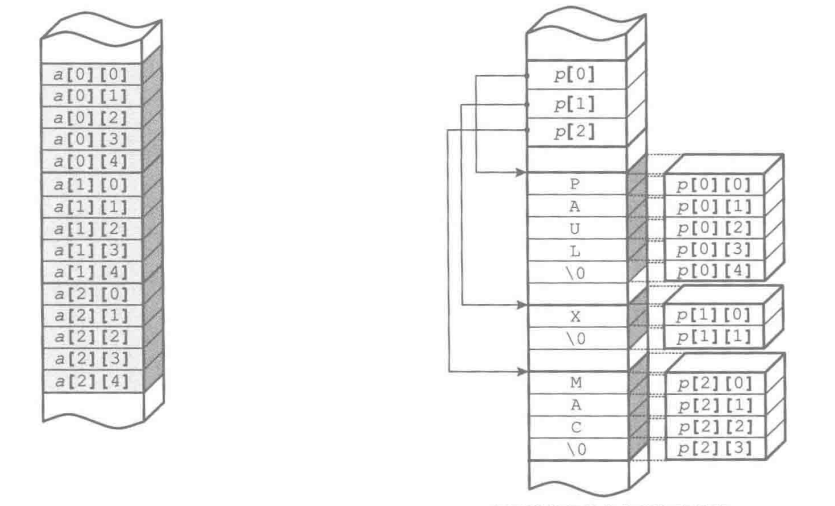 a[0][0]
a[0][1]
a[0][2]
a[0][3]
a[0][4]
a[1][0]
a[1][1]
a[1][2]
a[1][3]
a[1][4]
a[2][0]
a[2][1]
a[2][2]
a[2][3]
a[2][4]
p[0]
p[1]
p[2]
P
A
U
L
\0
X
\0
M
A
C
\0
p[0][0]
p[0][1]
p[0][2]
p[0][3]
p[0][4]
p[1][0]
p[1][1]
p[2][0]
p[2][1]
p[2][2]
p[2][3]